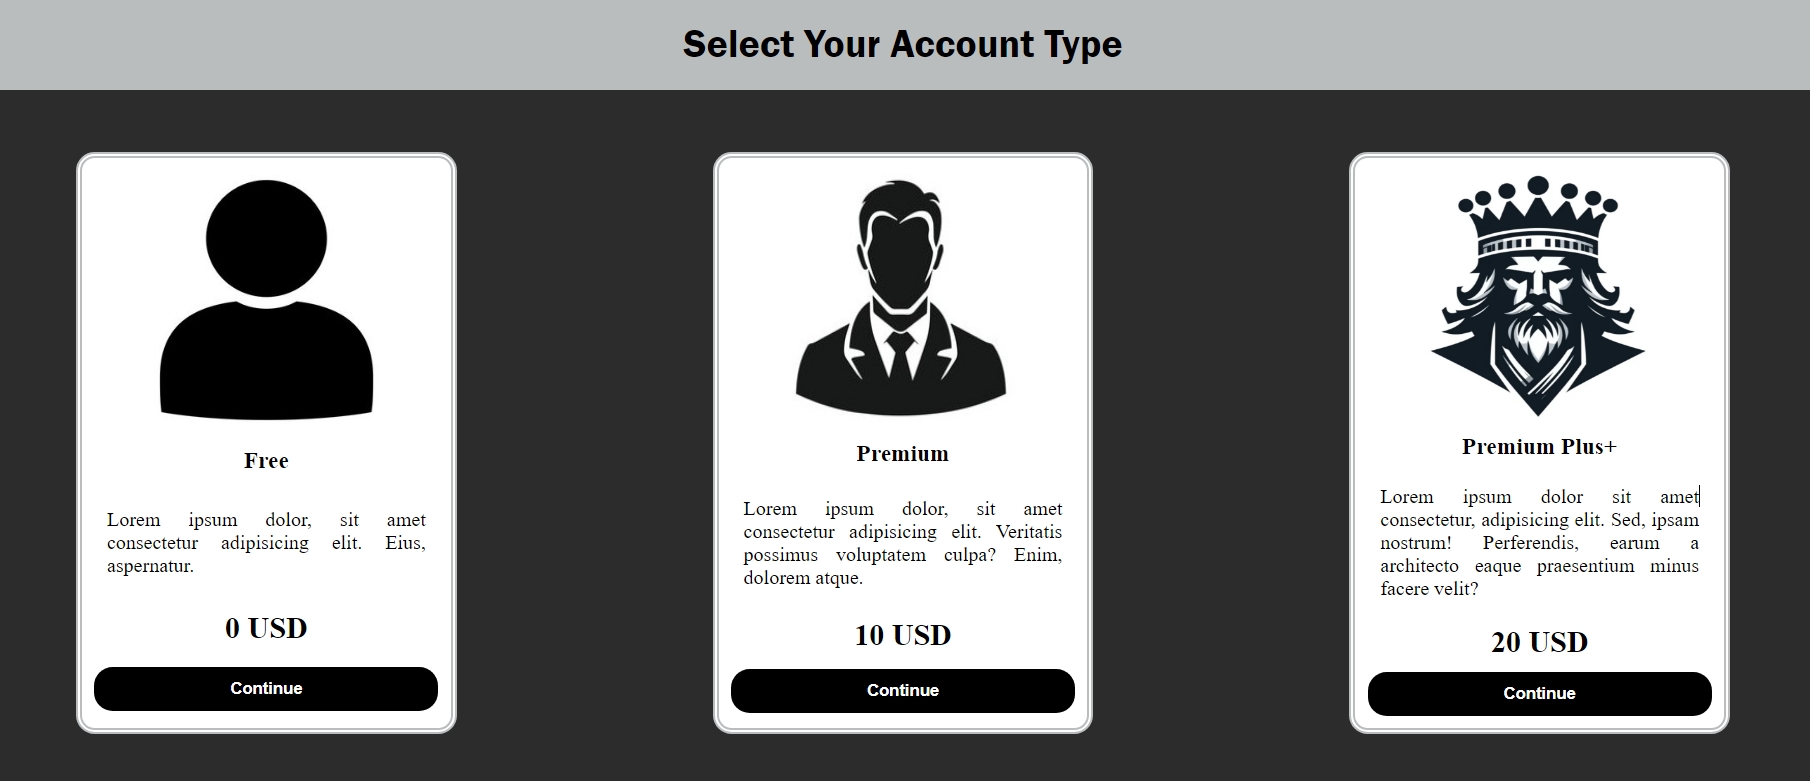 Select Your Account Type
Free
Lorem ipsum dolor, sit amet
consectetur adipisicing elit. Eius,
aspernatur.
0 USD
Continue
Premium
Lorem ipsum dolor, sit amet
consectetur adipisicing elit. Veritatis
possimus voluptatem culpa? Enim,
dolorem atque.
10 USD
Continue
Premium Plus+
Lorem ipsum dolor sit amet
consectetur, adipisicing elit. Sed, ipsam
nostrum! Perferendis, earum a
architecto eaque praesentium minus
facere velit?
20 USD
Continue